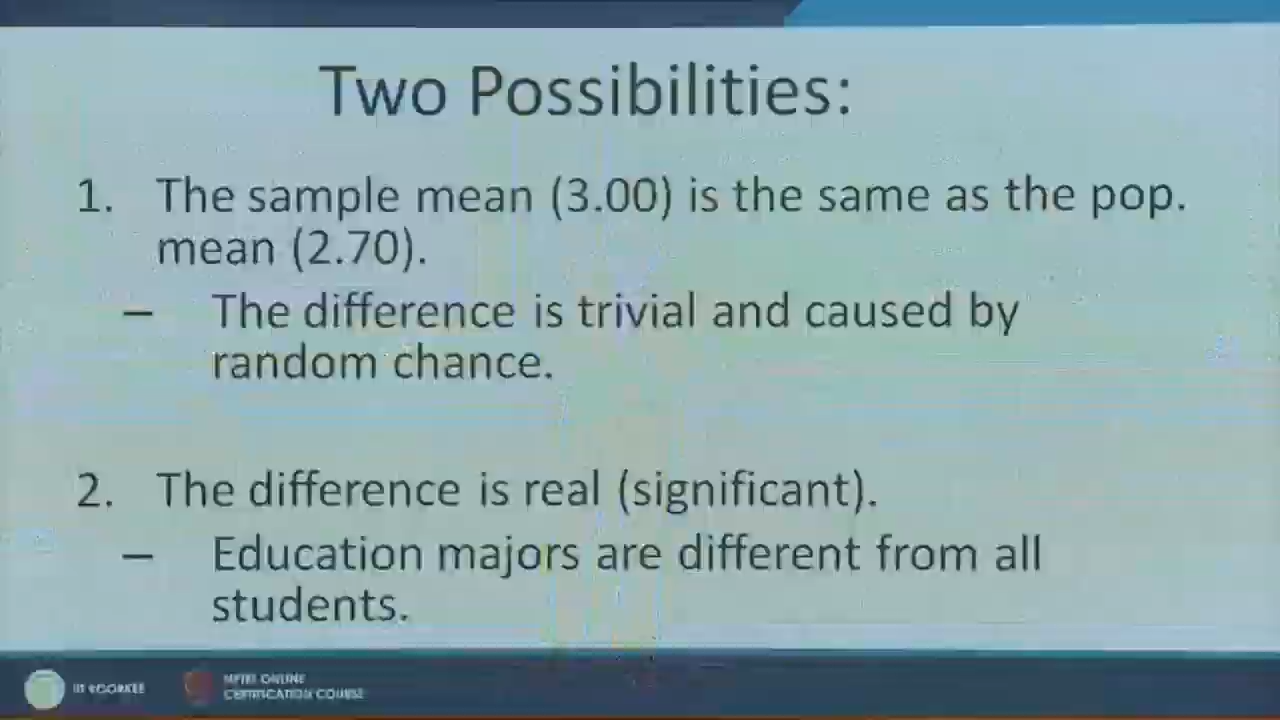 Two Possibilities:
1. The sample mean (3.00) is the same as the pop.
mean (2.70).
– The difference is trivial and caused by
random chance.
2. The difference is real (significant).
– Education majors are different from all
students.
IIT ROORKEE
NPTEL ONLINE
CERTIFICATION COURSE